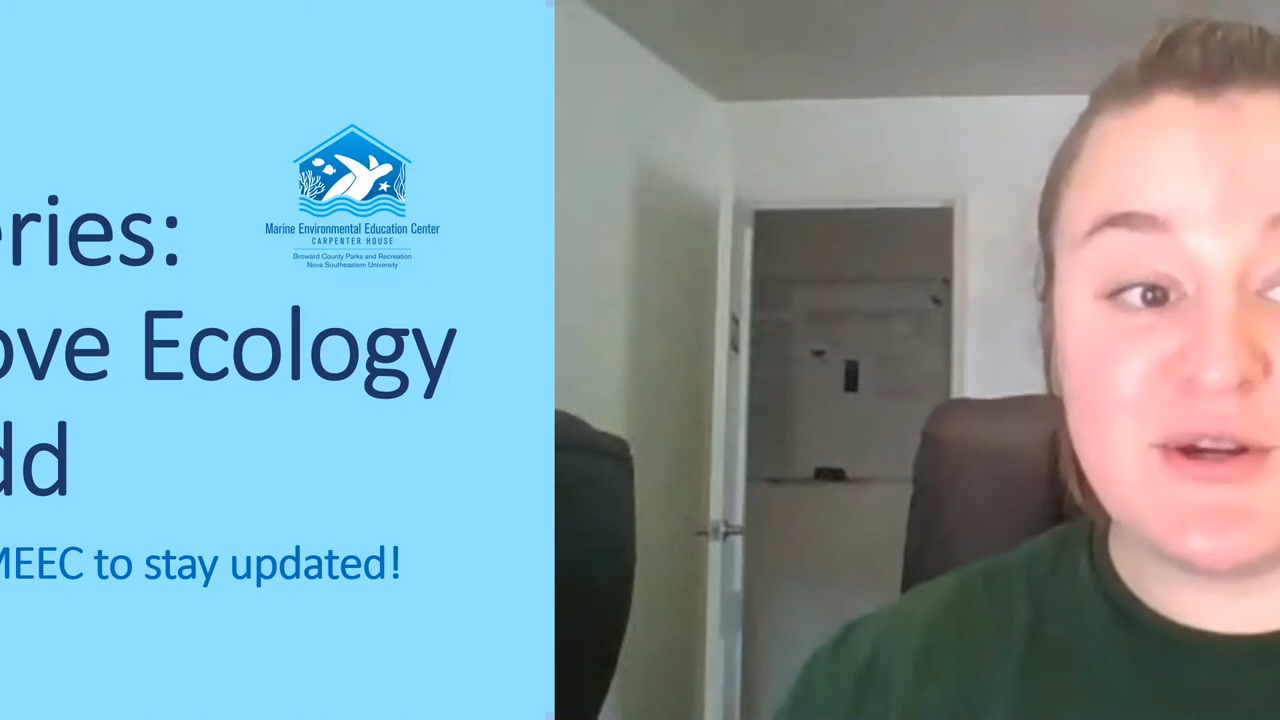 eries:
ove Ecology
dd
MEEC to stay updated!
Marine Environmental Education Center
CARPENTER HOUSE
Broward County Parks and Recreation
Nova Southeastern University